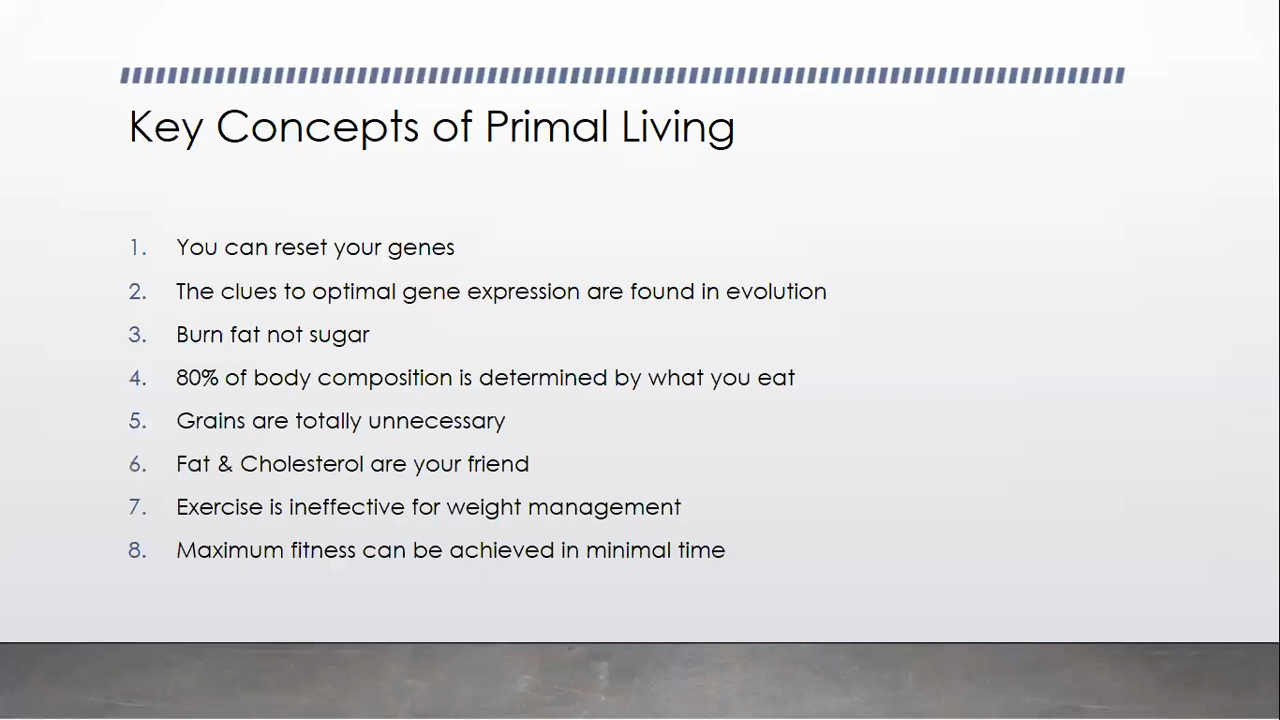 Key Concepts of Primal Living
1. You can reset your genes
2. The clues to optimal gene expression are found in evolution
3. Burn fat not sugar
4. 80% of body composition is determined by what you eat
5. Grains are totally unnecessary
6. Fat & Cholesterol are your friend
7. Exercise is ineffective for weight management
8. Maximum fitness can be achieved in minimal time